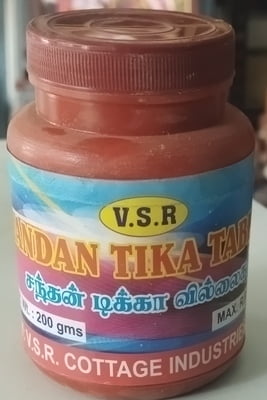 V.S.R
ANDAN TIKA TAB
சந்தன் டிக்கா வில்லை
: 200 gms MAX. R
V.S.R. COTTAGE INDUSTRIE